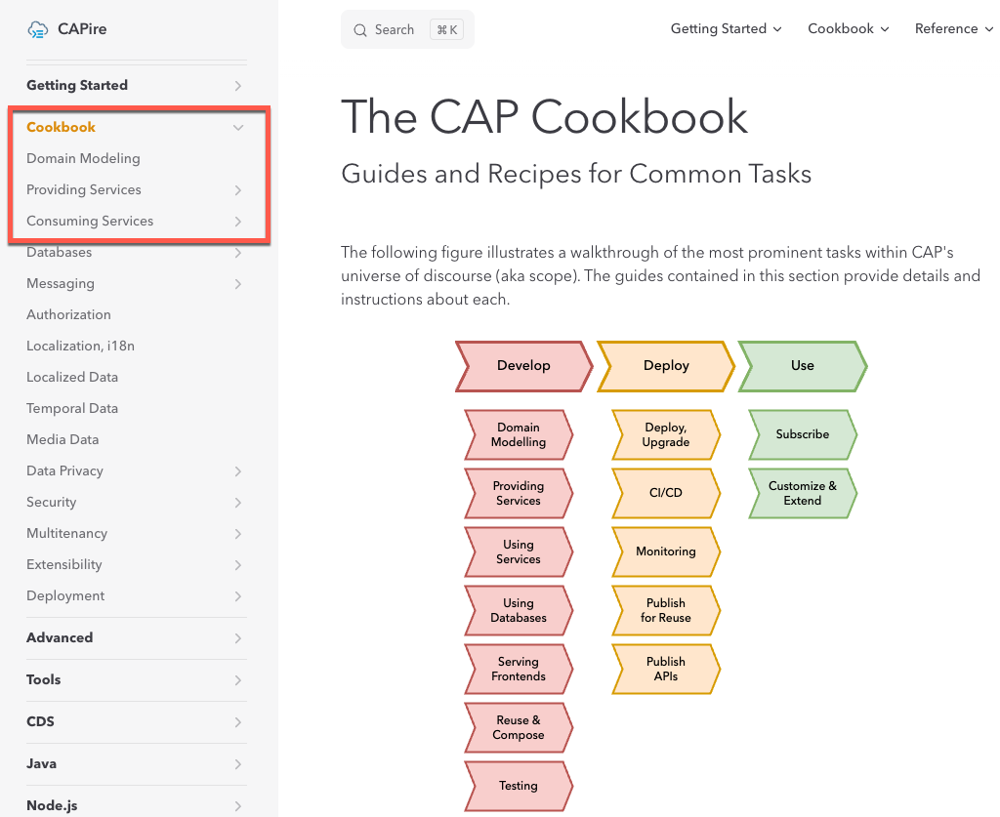 CAPire
Search
⌘ K
Getting Started
Cookbook
Reference
Getting Started
Cookbook
Domain Modeling
Providing Services
Consuming Services
Databases
Messaging
Authorization
Localization, i18n
Localized Data
Temporal Data
Media Data
Data Privacy
Security
Multitenancy
Extensibility
Deployment
Advanced
Tools
CDS
Java
Node.js
The CAP Cookbook
Guides and Recipes for Common Tasks
The following figure illustrates a walkthrough of the most prominent tasks within CAP's
universe of discourse (aka scope). The guides contained in this section provide details and
instructions about each.
Develop
Deploy
Use
Domain
Modelling
Providing
Services
Using
Services
Using
Databases
Serving
Frontends
Reuse &
Compose
Testing
Deploy,
Upgrade
CI/CD
Monitoring
Publish
for Reuse
Publish
APIs
Subscribe
Customize &
Extend